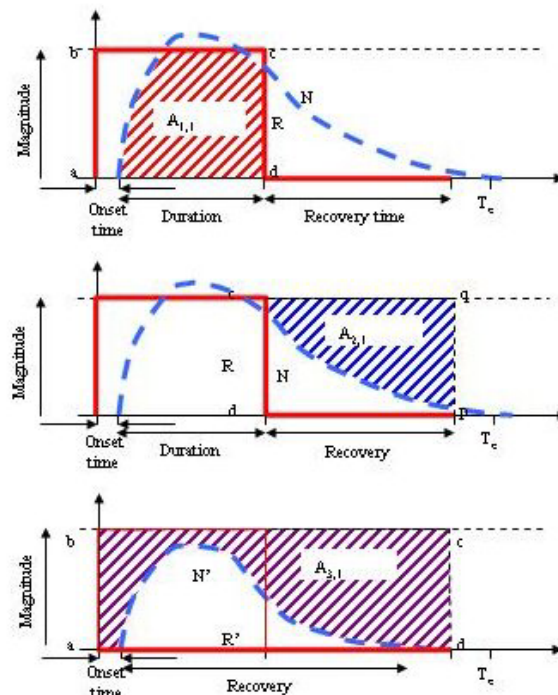 b
c
N
Magnitude
A1,1
R
a
d
Onset time
Duration
Recovery time
Te
c
q
Magnitude
A2,1
R
N
d
p
Onset time
Duration
Recovery
Te
b
c
Magnitude
N'
A3,1
R'
a
d
Onset time
Recovery
Te